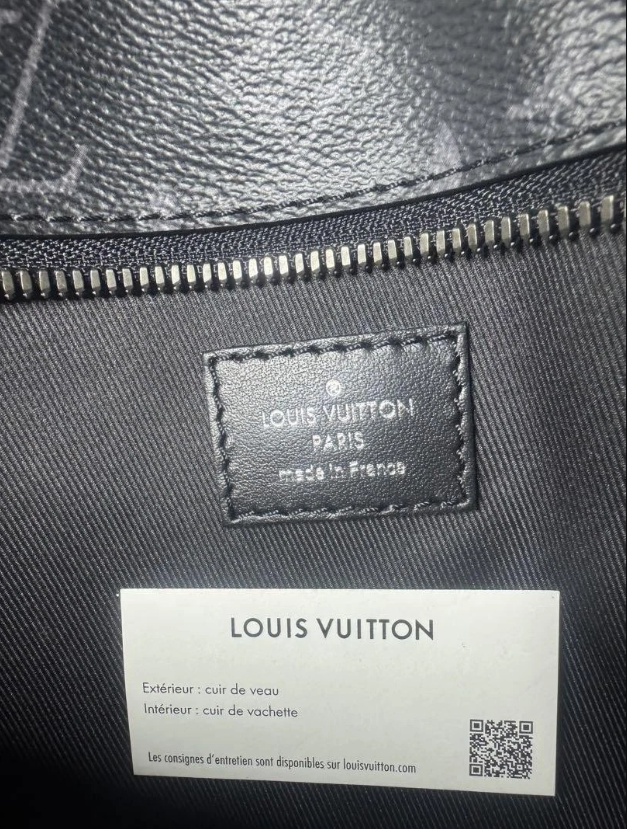 ®
LOUIS VUITTON
PARIS
made in France
LOUIS VUITTON
Extérieur : cuir de veau
Intérieur : cuir de vachette
Les consignes d'entretien sont disponibles sur louisvuitton.com